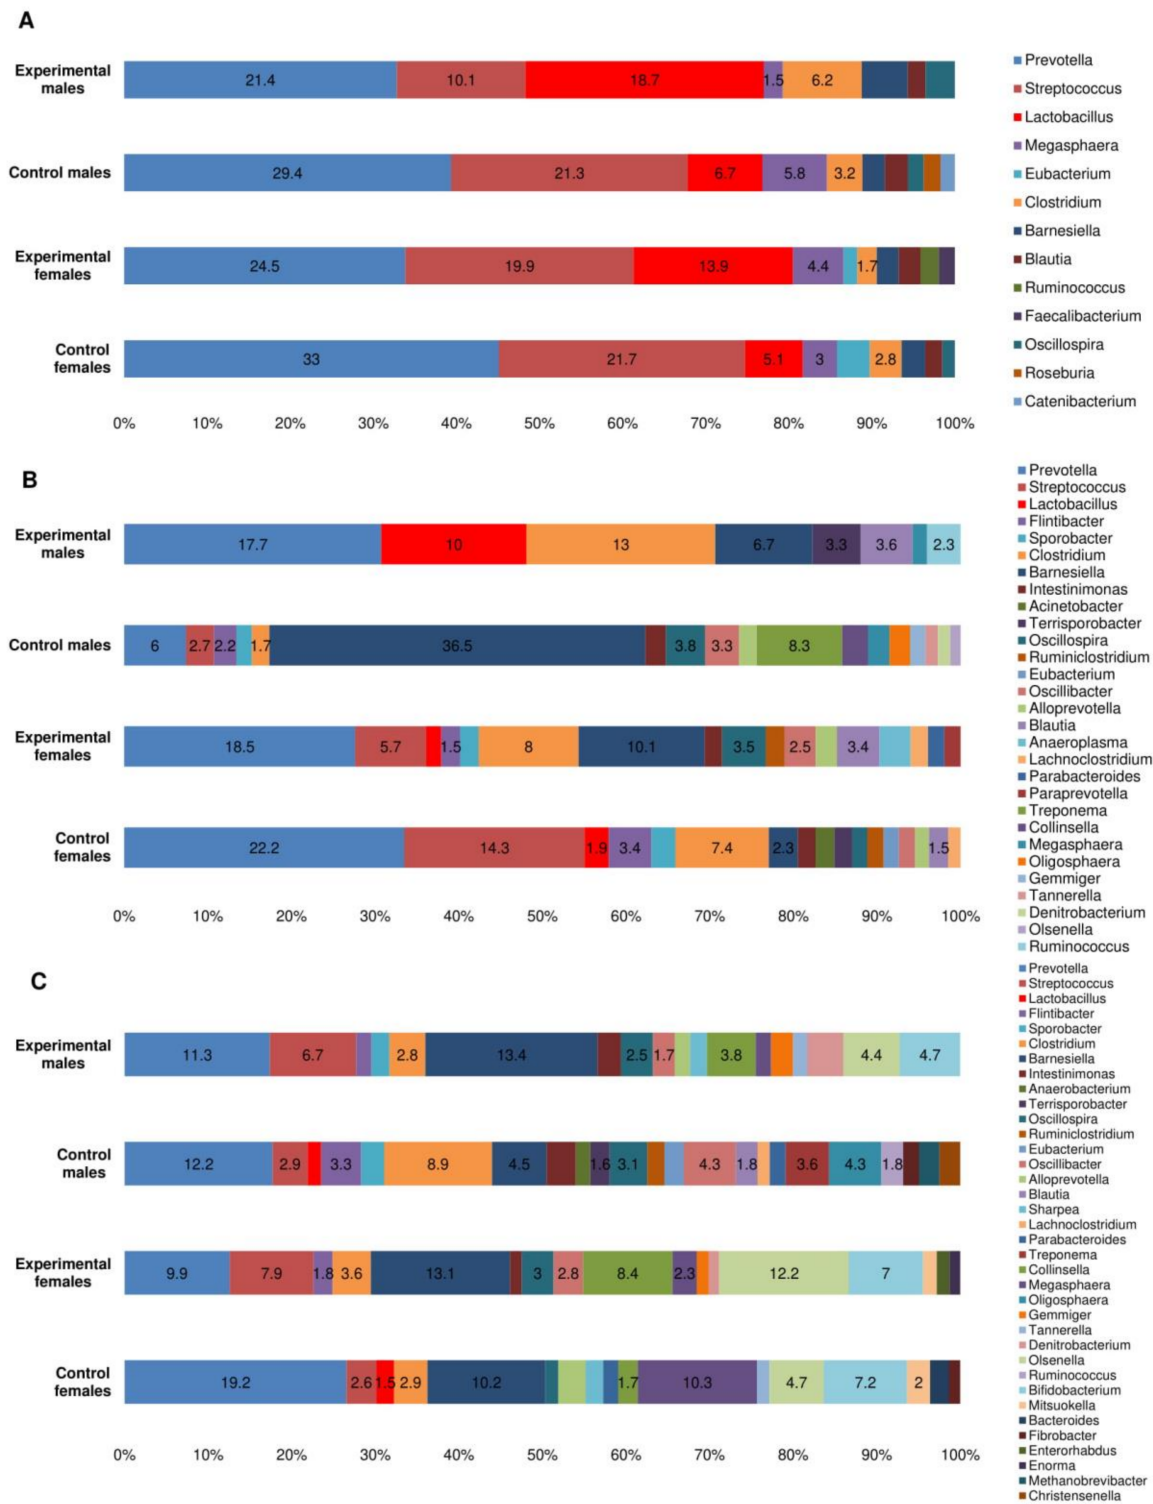 A
Experimental
males
21.4 10.1 18.7 1.5 6.2
Control males
29.4 21.3 6.7 5.8 3.2
Experimental
females
24.5 19.9 13.9 4.4 1.7
Control
females
33 21.7 5.1 3 2.8
0% 10% 20% 30% 40% 50% 60% 70% 80% 90% 100%
Prevotella
Streptococcus
Lactobacillus
Megasphaera
Eubacterium
Clostridium
Barnesiella
Blautia
Ruminococcus
Faecalibacterium
Oscillospira
Roseburia
Catenibacterium
B
Experimental
males
17.7 10 13 6.7 3.3 3.6 2.3
Control males
6 2.7 2.2 1.7 36.5 3.8 3.3 8.3
Experimental
females
18.5 5.7 1.5 8 10.1 3.5 2.5 3.4
Control
females
22.2 14.3 1.9 3.4 7.4 2.3 1.5
0% 10% 20% 30% 40% 50% 60% 70% 80% 90% 100%
Prevotella
Streptococcus
Lactobacillus
Flintibacter
Sporobacter
Clostridium
Barnesiella
Intestinimonas
Acinetobacter
Terrisporobacter
Oscillospira
Ruminiclostridium
Eubacterium
Oscillibacter
Alloprevotella
Blautia
Anaeroplasma
Lachnoclostridium
Parabacteroides
Paraprevotella
Treponema
Collinsella
Megasphaera
Oligosphaera
Gemmiger
Tannerella
Denitrobacterium
Olsenella
Ruminococcus
C
Experimental
males
11.3 6.7 2.8 13.4 2.5 1.7 3.8 4.4 4.7
Control
males
12.2 2.9 3.3 8.9 4.5 1.6 3.1 4.3 1.8 3.6 4.3 1.8
Experimental
females
9.9 7.9 1.8 3.6 13.1 3 2.8 8.4 2.3 12.2 7
Control
females
19.2 2.6 1.5 2.9 10.2 1.7 10.3 4.7 7.2 2
0% 10% 20% 30% 40% 50% 60% 70% 80% 90% 100%
Prevotella
Streptococcus
Lactobacillus
Flintibacter
Sporobacter
Clostridium
Barnesiella
Intestinimonas
Anaerobacterium
Terrisporobacter
Oscillospira
Ruminiclostridium
Eubacterium
Oscillibacter
Alloprevotella
Blautia
Sharpea
Lachnoclostridium
Parabacteroides
Treponema
Collinsella
Megasphaera
Oligosphaera
Gemmiger
Tannerella
Denitrobacterium
Olsenella
Ruminococcus
Bifidobacterium
Mitsuokella
Bacteroides
Fibrobacter
Enterorhabdus
Enorma
Methanobrevibacter
Christensenella